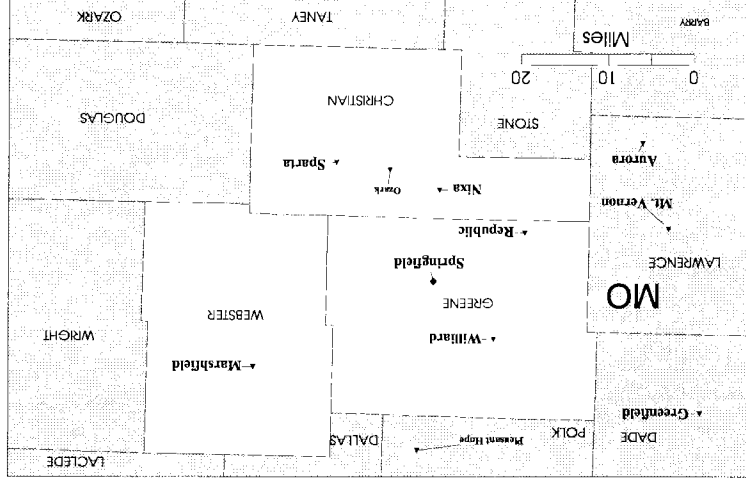 LACLEDE
DADE
POLK
Pleasant Hope
DALLAS
Greenfield
Marshfield
Williard
WRIGHT
WEBSTER
MO
GREENE
LAWRENCE
Springfield
Republic
Mt. Vernon
Nixa
Ozark
Sparta
Aurora
STONE
CHRISTIAN
DOUGLAS
0 10 20
Miles
BARRY
TANEY
OZARK